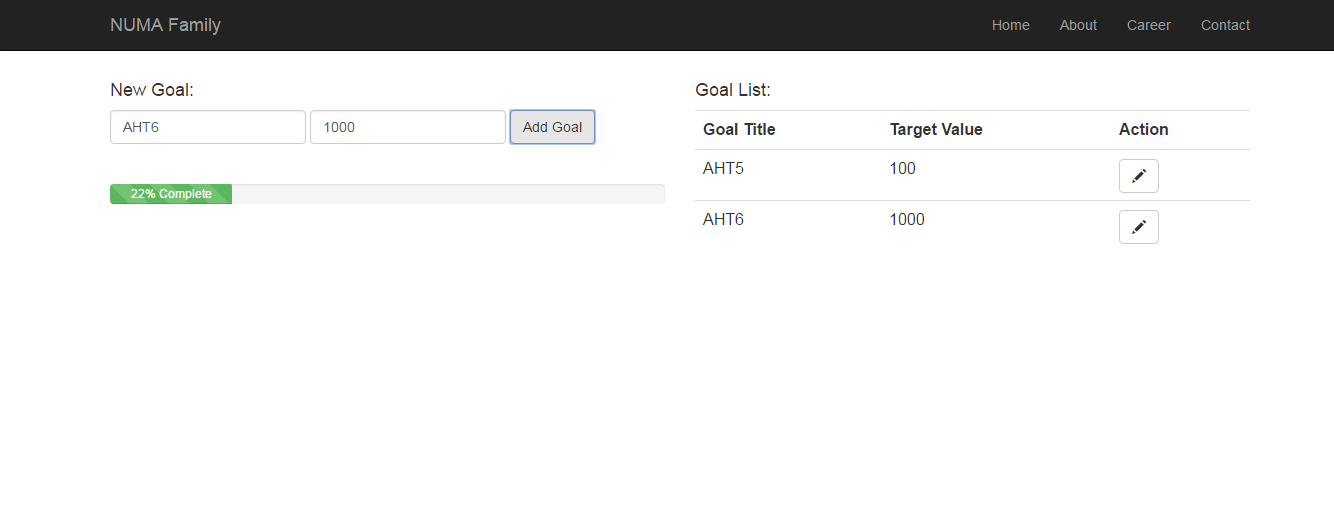 NUMA Family
Home About Career Contact
New Goal:
AHT6 1000 Add Goal
22% Complete
Goal List:
Goal Title Target Value Action
AHT5 100
AHT6 1000